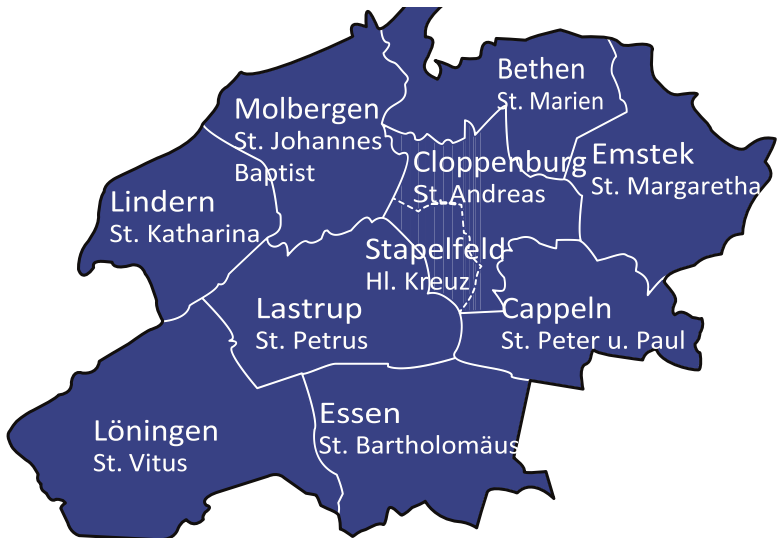 Bethen
St. Marien
Molbergen
St. Johannes
Baptist
Cloppenburg
St. Andreas
Emstek
St. Margaretha
Lindern
St. Katharina
Stapelfeld
Hl. Kreuz
Lastrup
St. Petrus
Cappeln
St. Peter u. Paul
Essen
St. Bartholomäus
Löningen
St. Vitus